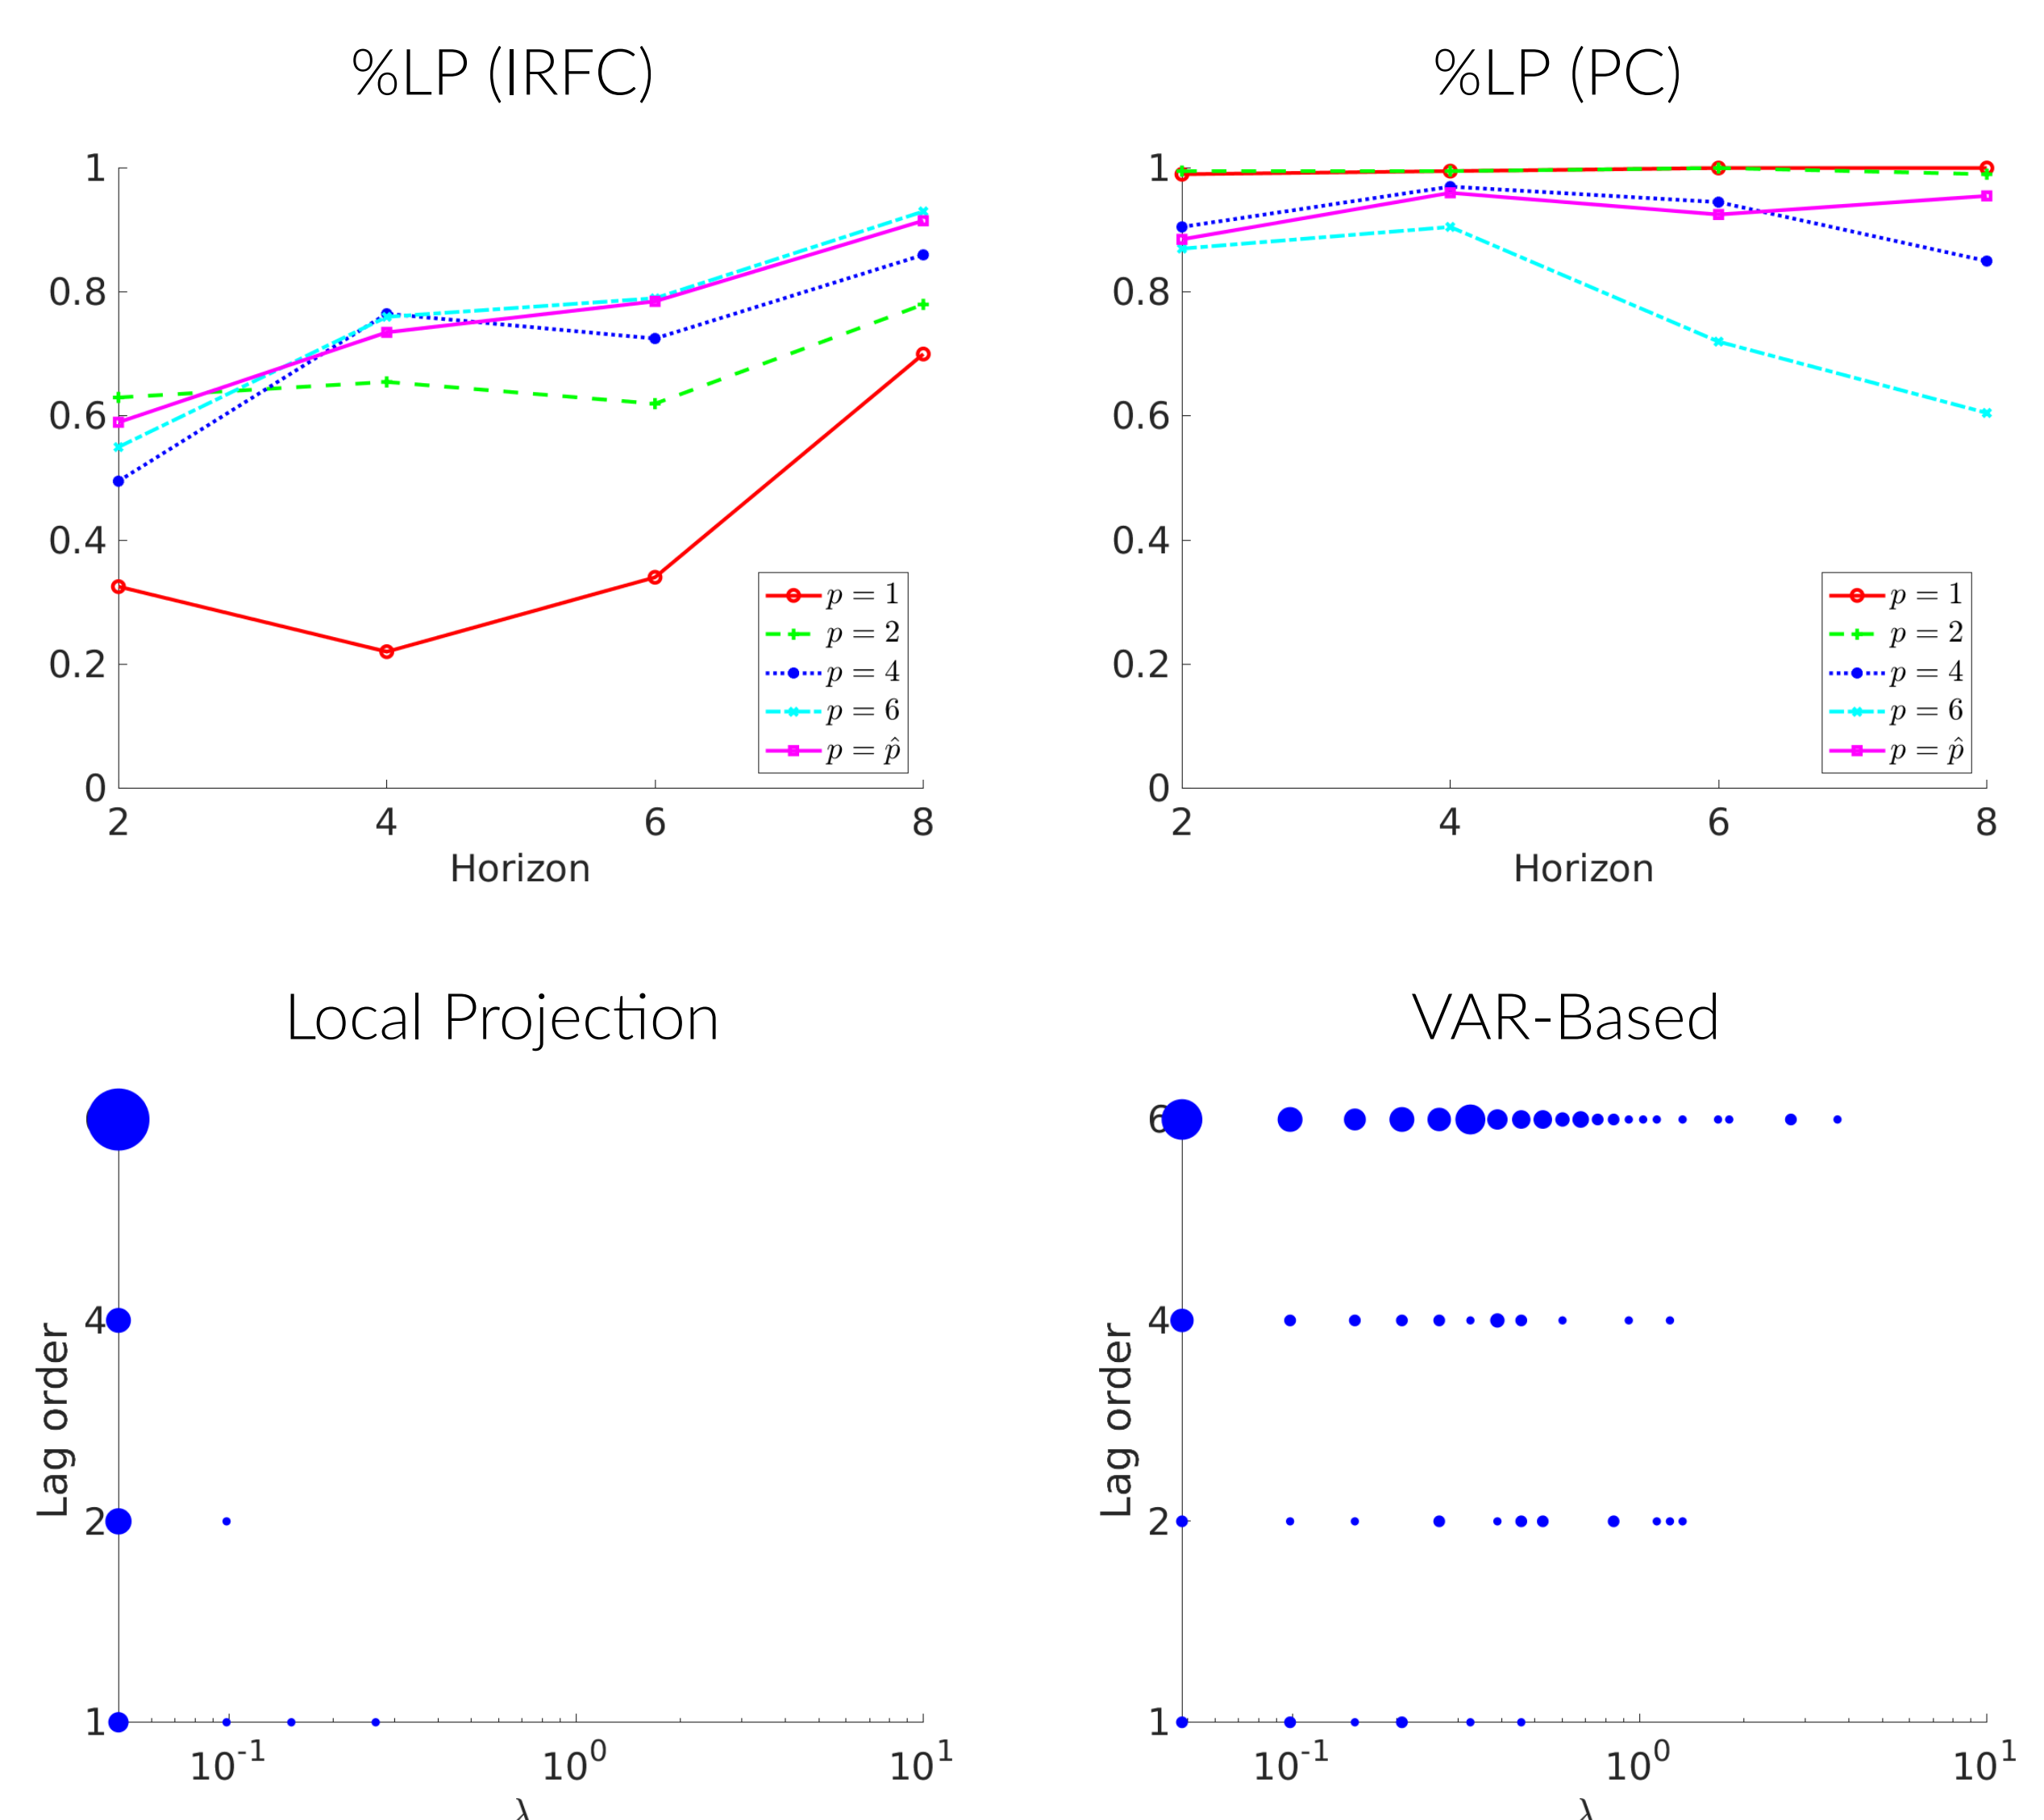 %LP (IRFC)
1
0.8
0.6
0.4
0.2
0
2 4 6 8
Horizon
p = 1
p = 2
p = 4
p = 6
p = p̂
%LP (PC)
1
0.8
0.6
0.4
0.2
0
2 4 6 8
Horizon
p = 1
p = 2
p = 4
p = 6
p = p̂
Local Projection
Lag order
4
2
1
10⁻¹ 10⁰ 10¹
λ
VAR-Based
Lag order
6
4
2
1
10⁻¹ 10⁰ 10¹
λ